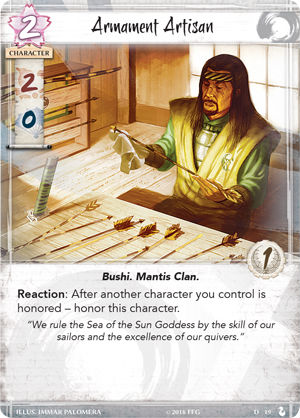 2
Armament Artisan
CHARACTER
2
0
1
Bushi. Mantis Clan.
Reaction: After another character you control is
honored – honor this character.
“We rule the Sea of the Sun Goddess by the skill of our
sailors and the excellence of our quivers.”
ILLUS. IMMAR PALOMERA
© 2018 FFG
D 19